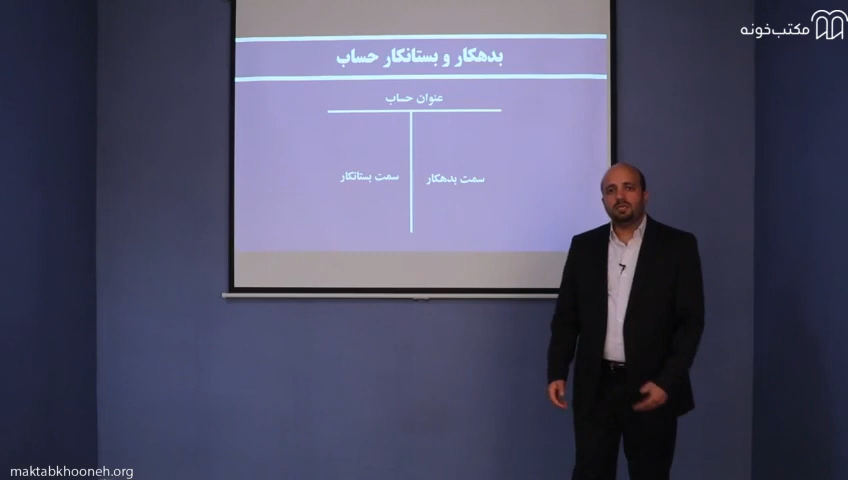 مکتب‌خونه
بدهکار و بستانکار حساب
عنوان حساب
سمت بدهکار
سمت بستانکار
maktabkhooneh.org